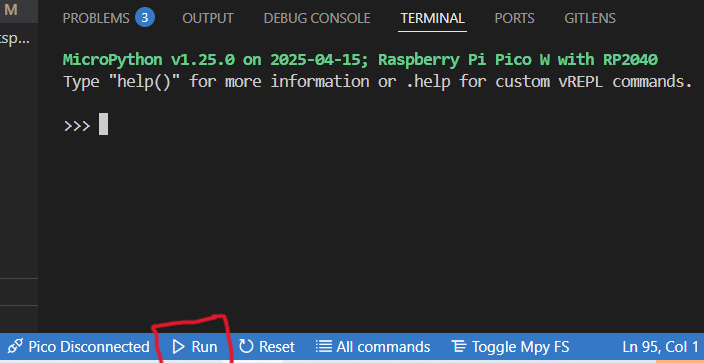 M
tsp...
PROBLEMS 3 OUTPUT DEBUG CONSOLE TERMINAL PORTS GITLENS
MicroPython v1.25.0 on 2025-04-15; Raspberry Pi Pico W with RP2040
Type "help()" for more information or .help for custom vREPL commands.
>>>
Pico Disconnected Run Reset All commands Toggle Mpy FS Ln 95, Col 1